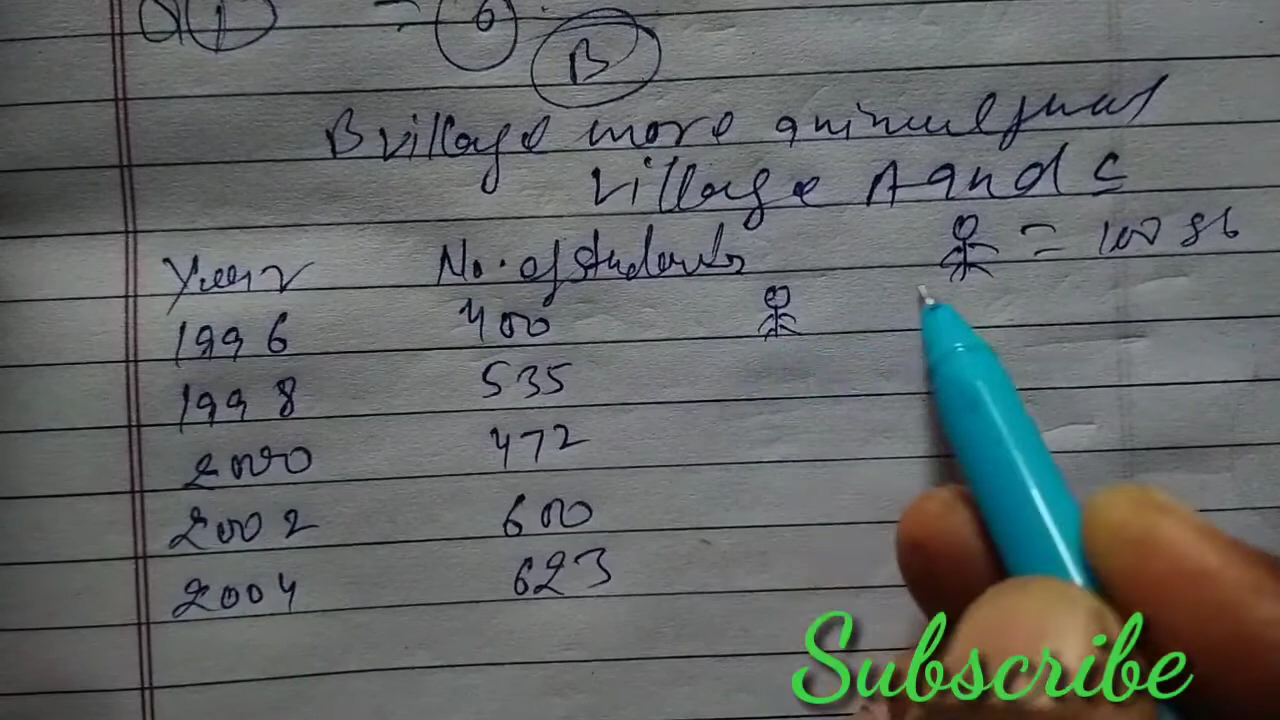 = 6
B
B village more animal than
village A and C
Year No. of students = 100 st
1996 400
1998 535
2000 472
2002 600
2004 623
Subscribe